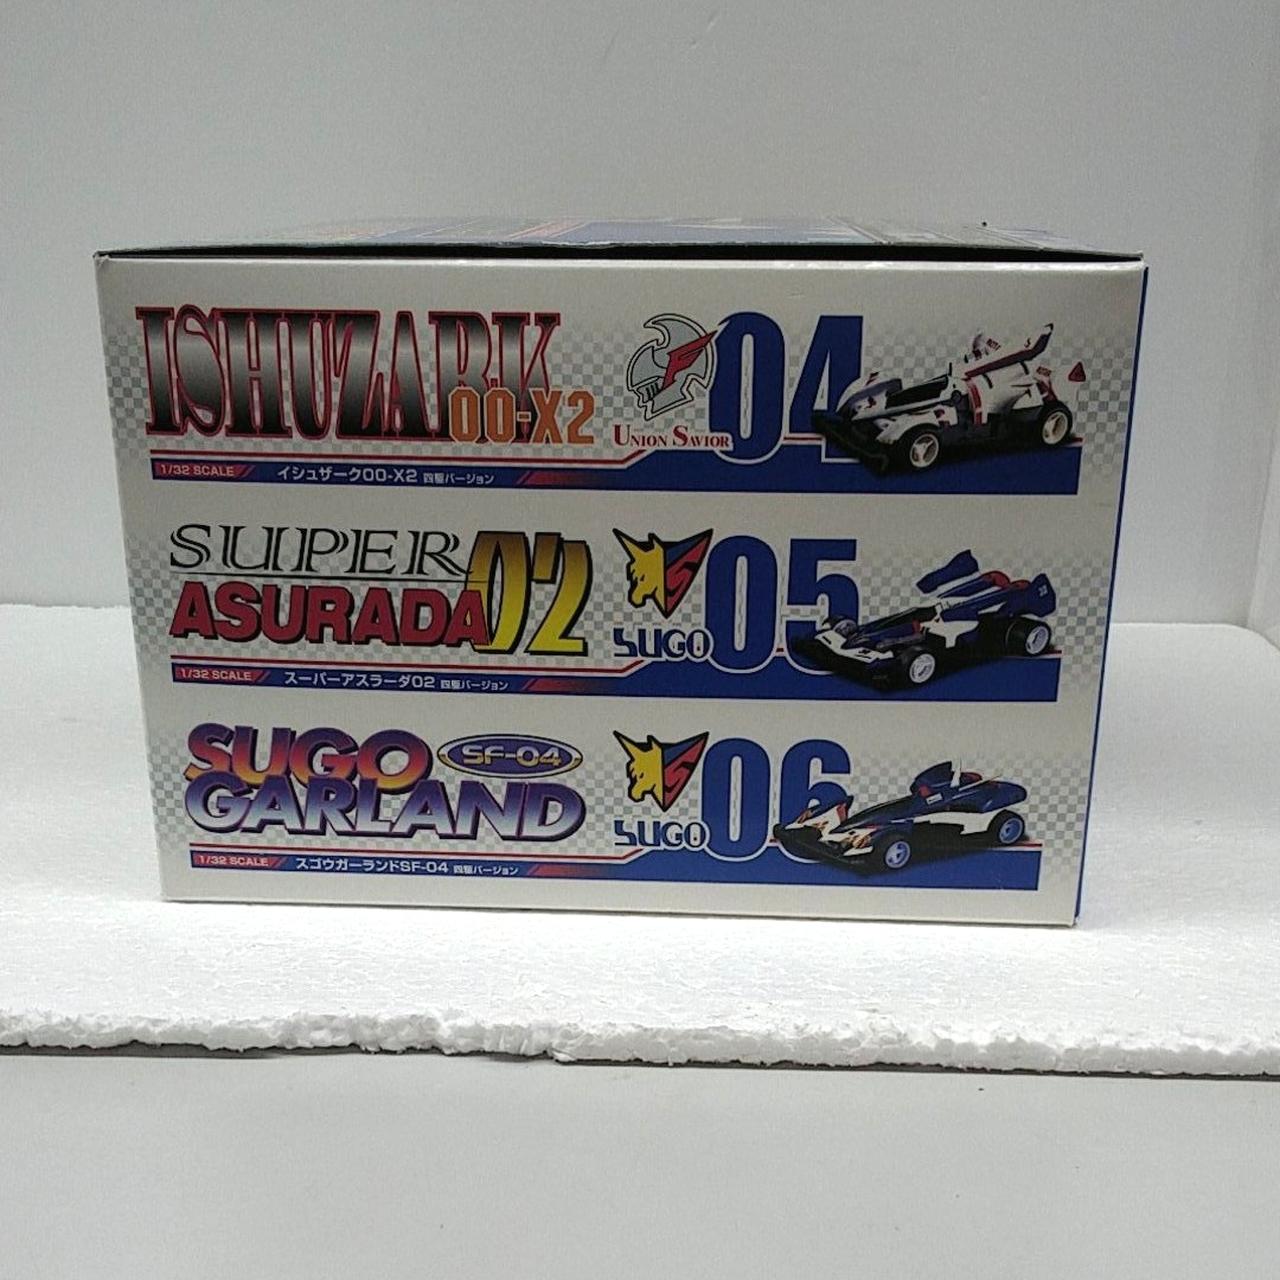 ISHUZARK
00-X2
UNION SAVIOR
04
1/32 SCALE
イシュザーク00-X2 四駆バージョン
SUPER
ASURADA 02
SUGO
05
1/32 SCALE
スーパーアスラーダ02 四駆バージョン
SUGO
GARLAND
SF-04
SUGO
06
1/32 SCALE
スゴウガーランドSF-04 四駆バージョン